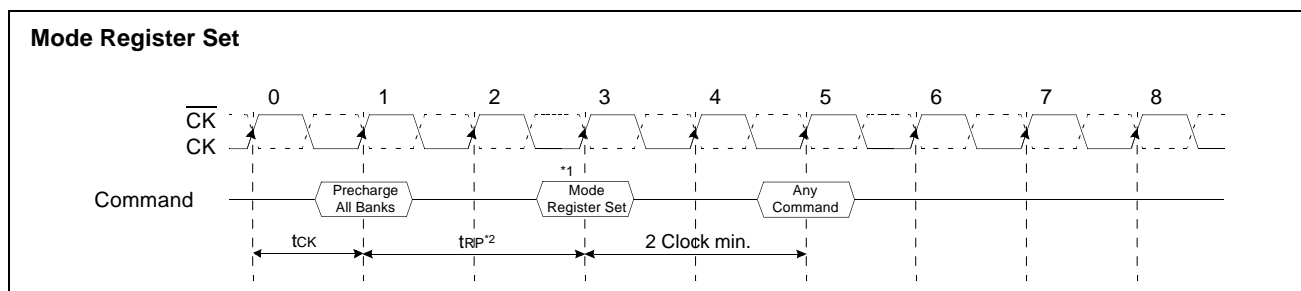 Mode Register Set
0 1 2 3 4 5 6 7 8
CK
CK
*1
Command
Precharge
All Banks
Mode
Register Set
Any
Command
tCK
tRP*2
2 Clock min.